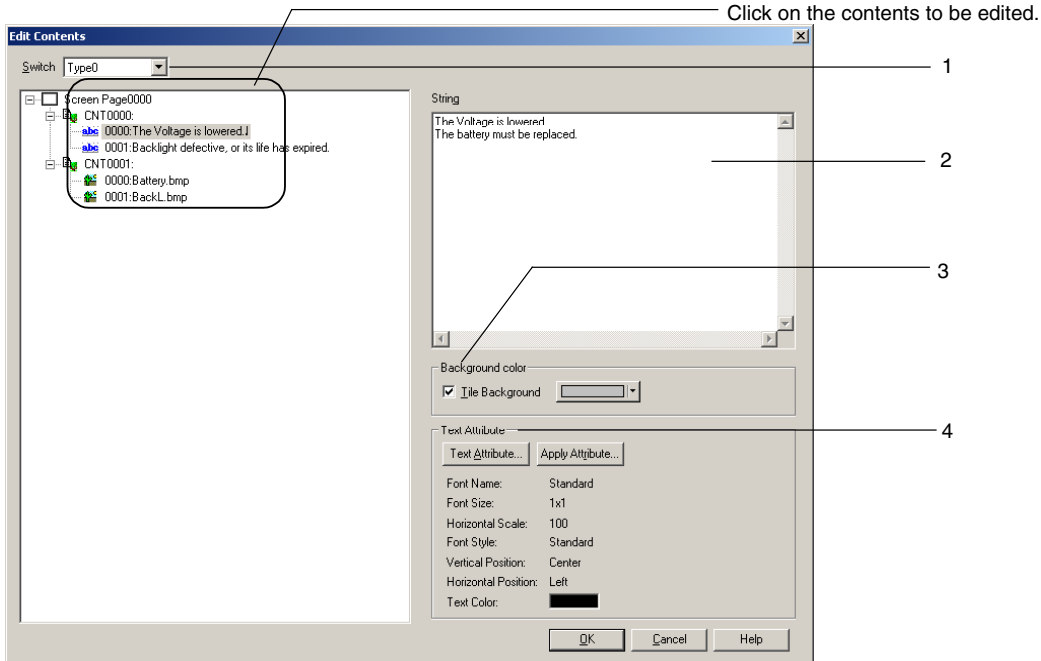 Click on the contents to be edited.
Edit Contents
Switch Type0
1
Screen Page0000
CNT0000:
abc 0000:The Voltage is lowered.↓
abc 0001:Backlight defective, or its life has expired.
CNT0001:
0000:Battery.bmp
0001:BackL.bmp
String
The Voltage is lowered.
The battery must be replaced.
2
3
Background color
Tile Background
Text Attribute
4
Text Attribute... Apply Attribute...
Font Name: Standard
Font Size: 1x1
Horizontal Scale: 100
Font Style: Standard
Vertical Position: Center
Horizontal Position: Left
Text Color:
OK Cancel Help